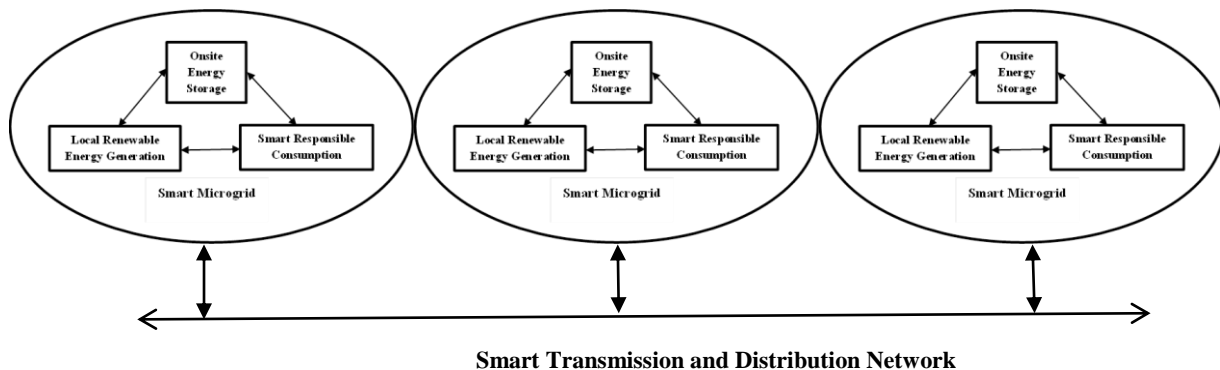 Onsite
Energy
Storage
Local Renewable
Energy Generation
Smart Responsible
Consumption
Smart Microgrid
Onsite
Energy
Storage
Local Renewable
Energy Generation
Smart Responsible
Consumption
Smart Microgrid
Onsite
Energy
Storage
Local Renewable
Energy Generation
Smart Responsible
Consumption
Smart Microgrid
Smart Transmission and Distribution Network